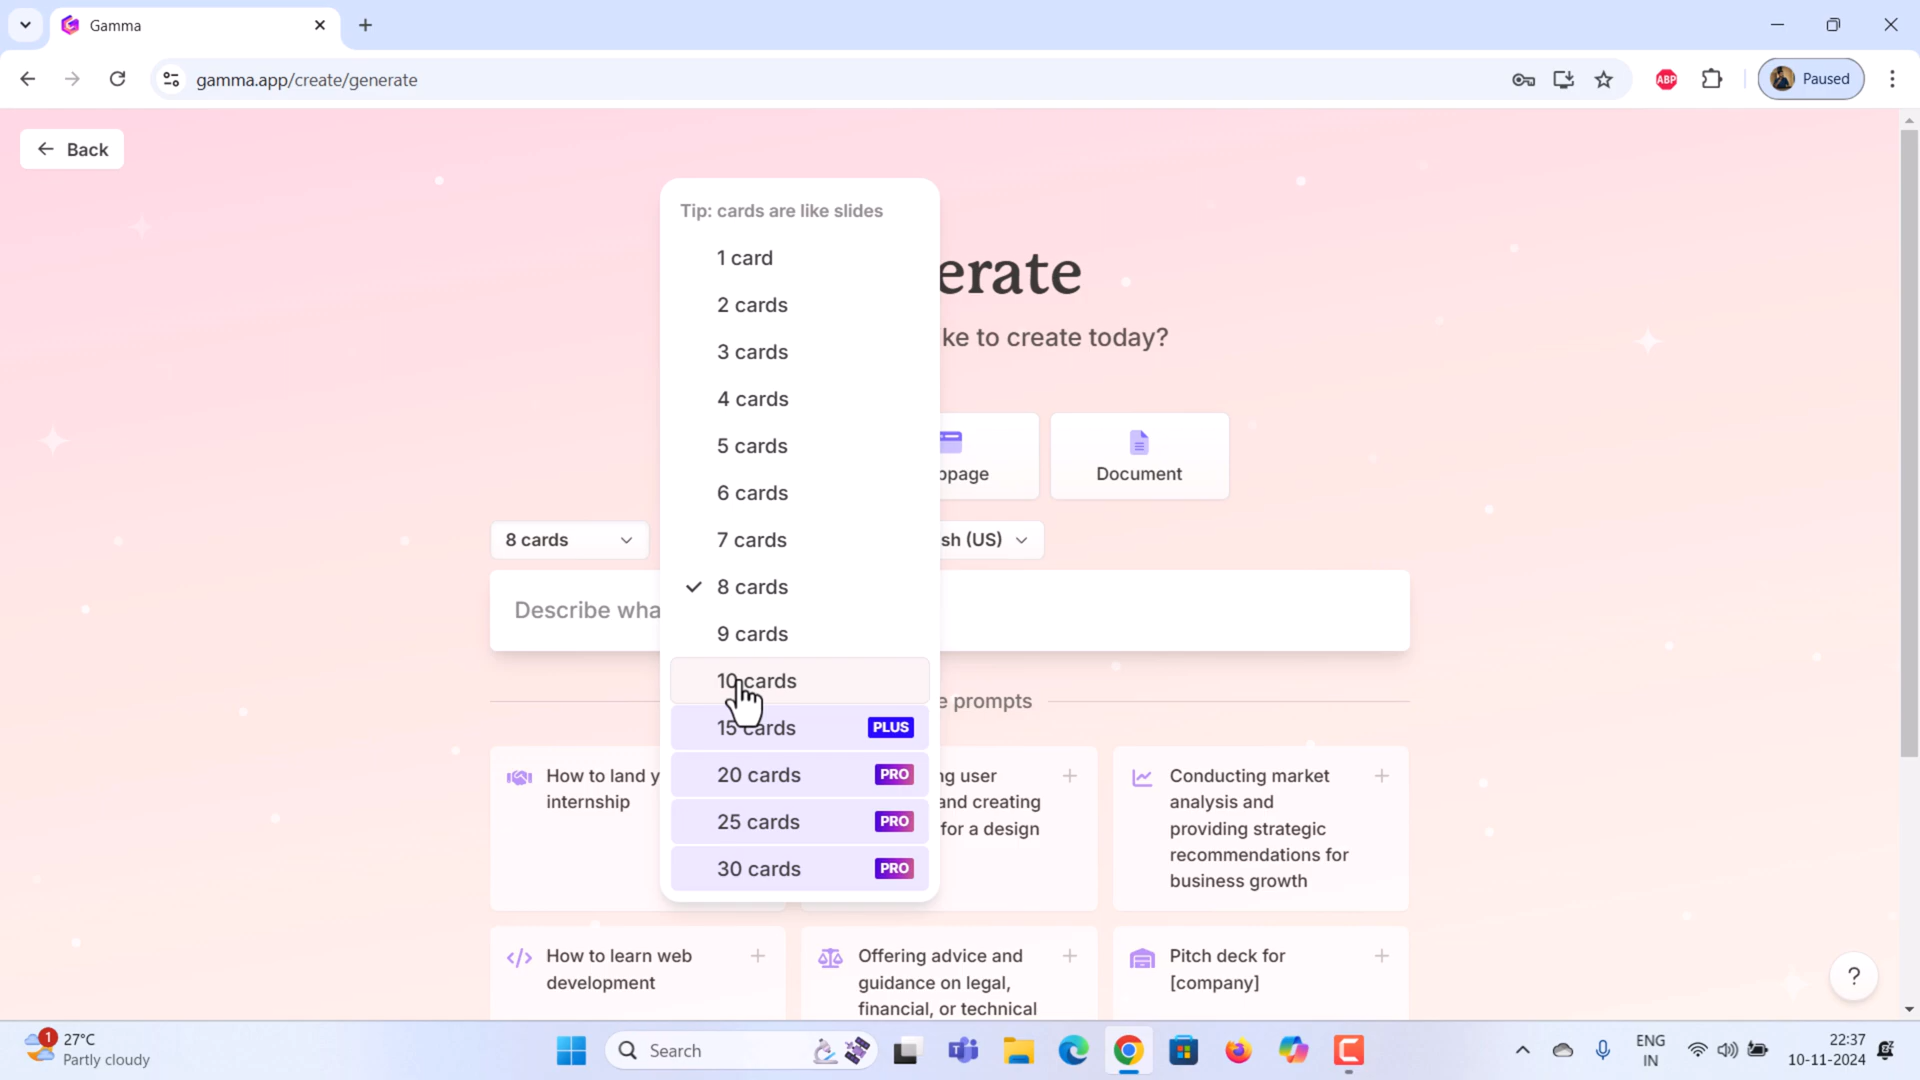 Gamma
gamma.app/create/generate
Paused
ABP
Back
Tip: cards are like slides
1 card
2 cards
3 cards
4 cards
5 cards
6 cards
7 cards
8 cards
9 cards
10 cards
15 cards PLUS
20 cards PRO
25 cards PRO
30 cards PRO
erate
ke to create today?
bpage
Document
8 cards
sh (US)
Describe wha
e prompts
How to land y
internship
ng user
and creating
for a design
Conducting market
analysis and
providing strategic
recommendations for
business growth
How to learn web
development
Offering advice and
guidance on legal,
financial, or technical
Pitch deck for
[company]
?
1
27°C
Partly cloudy
Search
ENG
IN
22:37
10-11-2024